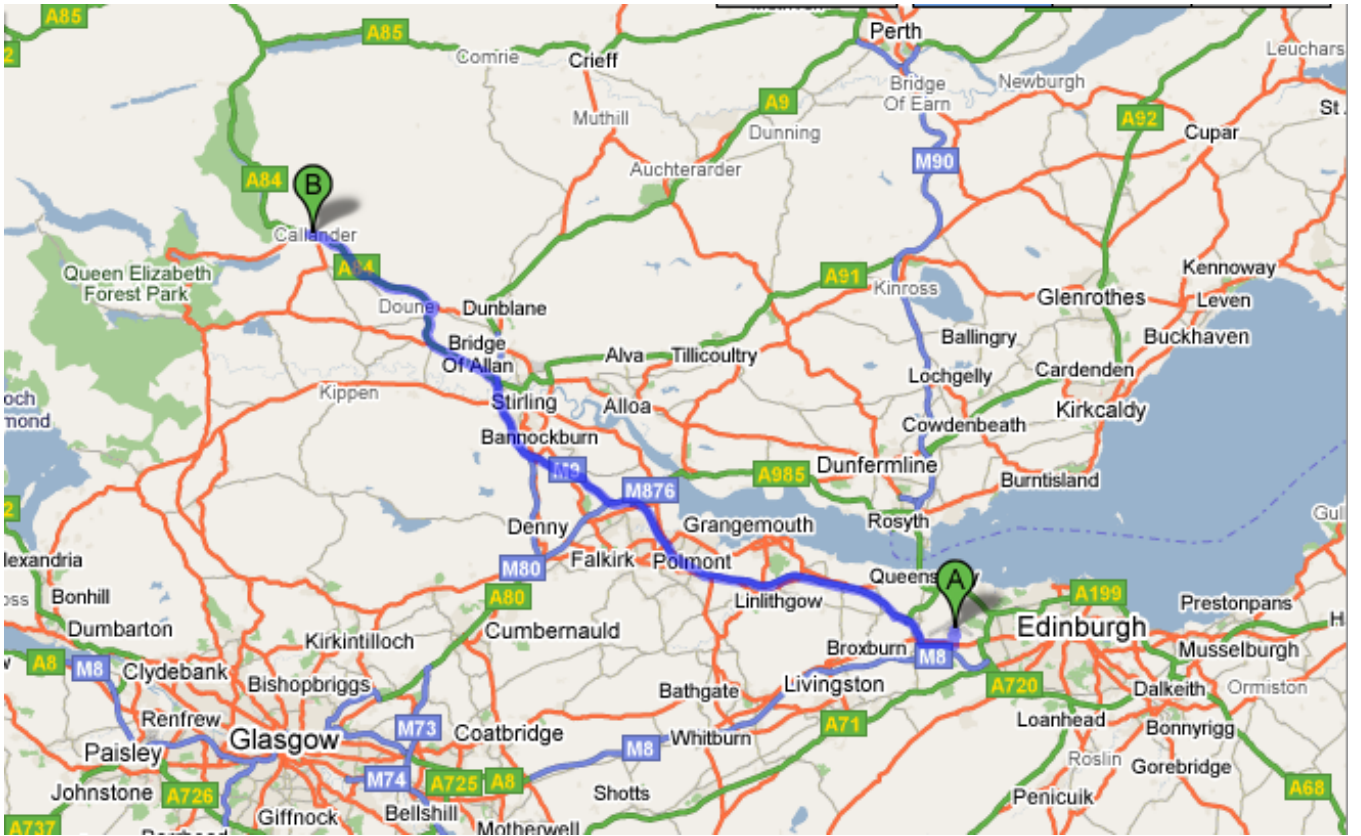 A85
A85
Perth
Leuchars
Comrie
Crieff
Bridge
Of Earn
Newburgh
A9
A92
St
Muthill
Dunning
Cupar
M90
Auchterarder
A84
B
Callander
A84
Queen Elizabeth
Forest Park
A91
Kinross
Kennoway
Glenrothes
Leven
Doune
Dunblane
Ballingry
Buckhaven
Bridge
Of Allan
Alva
Tillicoultry
Lochgelly
Cardenden
Kippen
Stirling
Alloa
Kirkcaldy
och
mond
Cowdenbeath
Bannockburn
M9
A985
Dunfermline
Burntisland
M876
2
Denny
Grangemouth
Rosyth
Gul
lexandria
M80
Falkirk
Polmont
A
Bonhill
A80
Linlithgow
A199
Prestonpans
Dumbarton
Kirkintilloch
Cumbernauld
Edinburgh
H
Broxburn
M8
Musselburgh
A8
M8
Clydebank
Bishopbriggs
Bathgate
Livingston
A720
Dalkeith
Ormiston
Renfrew
M73
Coatbridge
A71
Loanhead
Bonnyrigg
Paisley
Glasgow
M8
Whitburn
Roslin
Gorebridge
Johnstone
A726
M74
A725
A8
Shotts
Penicuik
A68
A737
Giffnock
Bellshill
Motherwell